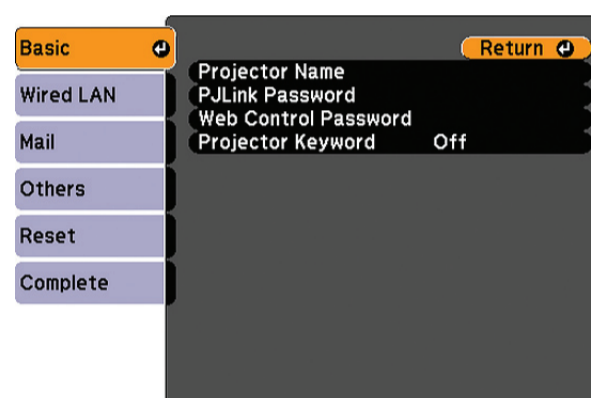 Basic
Return
Projector Name
PJLink Password
Web Control Password
Projector Keyword Off
Wired LAN
Mail
Others
Reset
Complete